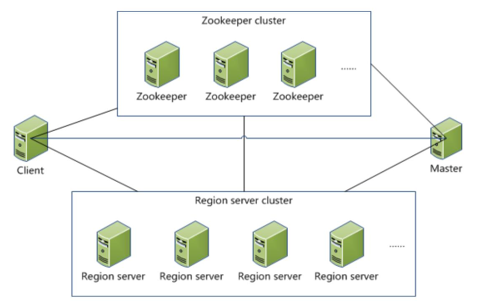 Zookeeper cluster
Zookeeper Zookeeper Zookeeper ......
Client
Master
Region server cluster
Region server Region server Region server Region server ......